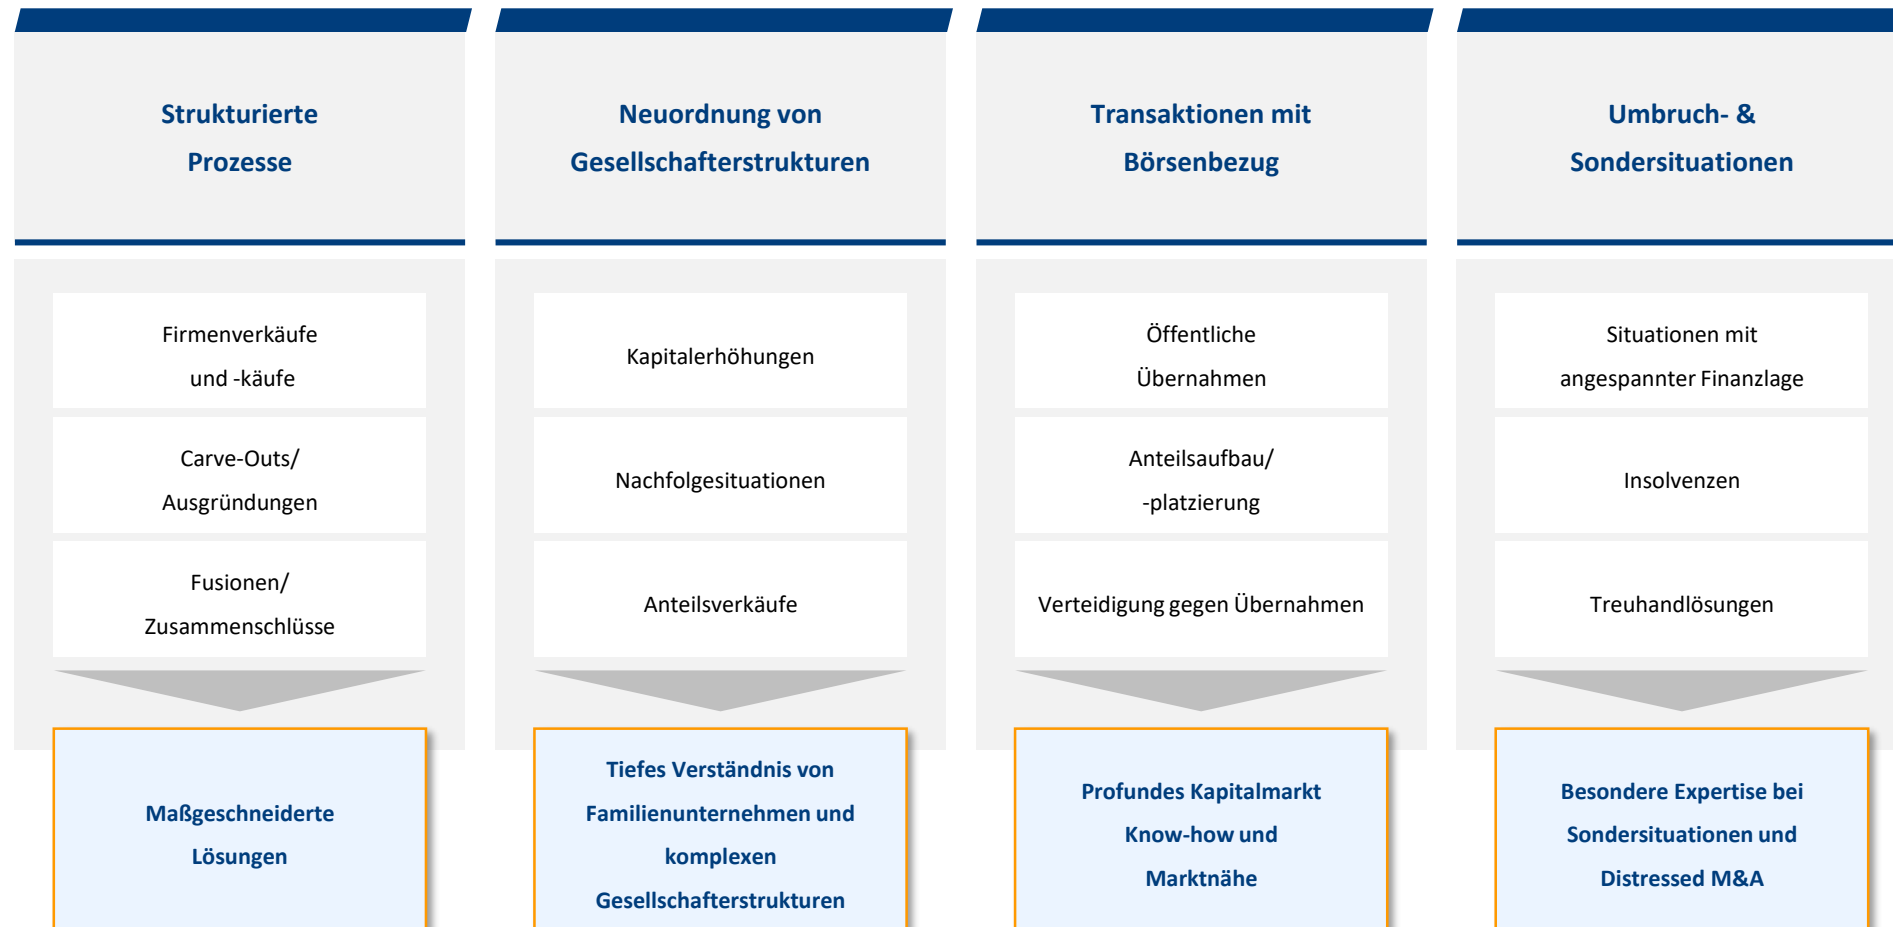 Strukturierte
Prozesse
Neuordnung von
Gesellschafterstrukturen
Transaktionen mit
Börsenbezug
Umbruch- &
Sondersituationen
Firmenverkäufe
und -käufe
Carve-Outs/
Ausgründungen
Fusionen/
Zusammenschlüsse
Maßgeschneiderte
Lösungen
Kapitalerhöhungen
Nachfolgesituationen
Anteilsverkäufe
Tiefes Verständnis von
Familienunternehmen und
komplexen
Gesellschafterstrukturen
Öffentliche
Übernahmen
Anteilsaufbau/
-platzierung
Verteidigung gegen Übernahmen
Profundes Kapitalmarkt
Know-how und
Marktnähe
Situationen mit
angespannter Finanzlage
Insolvenzen
Treuhandlösungen
Besondere Expertise bei
Sondersituationen und
Distressed M&A